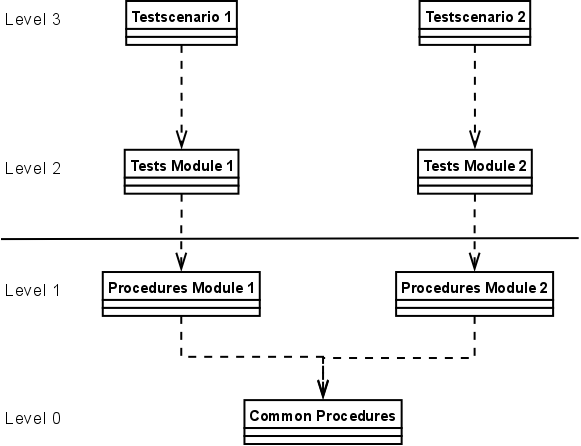 Level 3
Testscenario 1
Testscenario 2
Level 2
Tests Module 1
Tests Module 2
Level 1
Procedures Module 1
Procedures Module 2
Level 0
Common Procedures